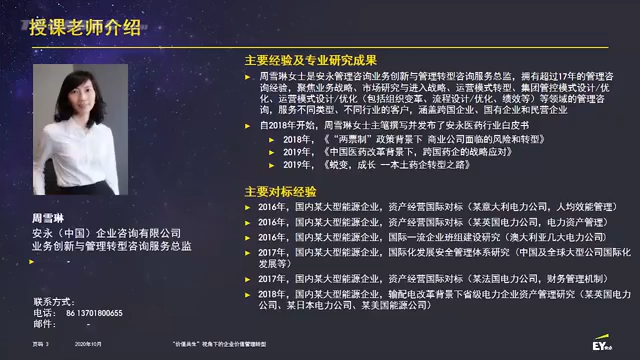 授课老师介绍
周雪琳
安永（中国）企业咨询有限公司
业务创新与管理转型咨询服务总监
-
联系方式：
电话： 86 13701800655
邮件： -
主要经验及专业研究成果
周雪琳女士是安永管理咨询业务创新与管理转型咨询服务总监，拥有超过17年的管理咨
询经验，聚焦业务战略、市场研究与进入战略、运营模式转型、集团管控模式设计/优
化、运营模式设计/优化（包括组织变革、流程设计/优化、绩效等）等领域的管理咨
询，服务不同类型、不同行业的客户，涵盖跨国企业、国有企业和民营企业
自2018年开始，周雪琳女士主笔撰写并发布了安永医药行业白皮书
2018年，《“两票制”政策背景下 商业公司面临的风险和转型》
2019年，《中国医药改革背景下，跨国药企的战略应对》
2019年，《蜕变，成长 —本土药企转型之路》
主要对标经验
2016年，国内某大型能源企业，资产经营国际对标（某意大利电力公司，人均效能管理）
2016年，国内某大型能源企业，资产经营国际对标（某英国电力公司，电力资产管理）
2016年，国内某大型能源企业，国际一流企业班组建设研究（澳大利亚几大电力公司）
2017年，国内某大型能源企业，国际化发展安全管理体系研究（中国及全球大型公司国际化
发展等）
2017年，国内某大型能源企业，资产经营国际对标（某法国电力公司，财务管理机制）
2018年，国内某大型能源企业，输配电改革背景下省级电力企业资产管理研究（某英国电力
公司、某日本电力公司、某美国能源公司）
页码 3 2020年10月 “价值共生”视角下的企业价值管理转型
EY安永